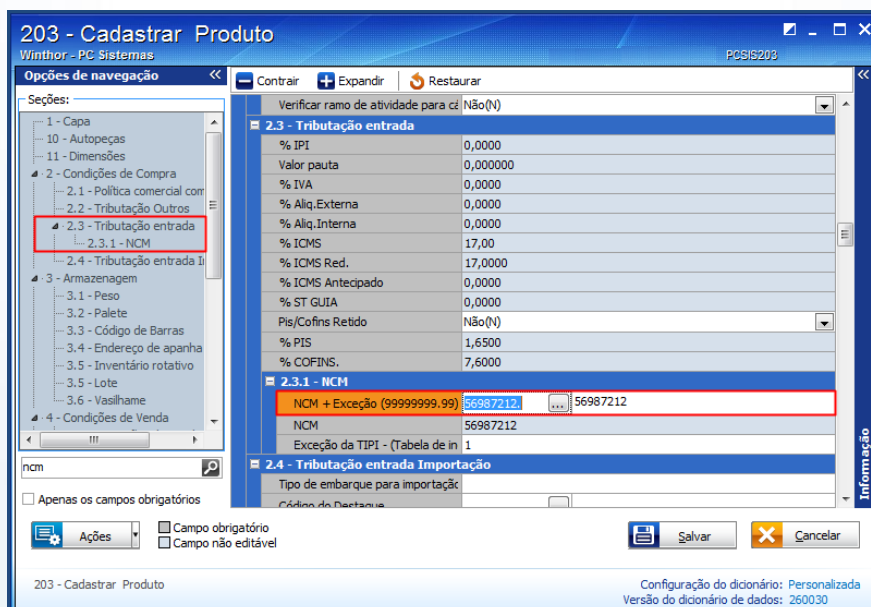 203 - Cadastrar Produto
Winthor - PC Sistemas
PCSIS203
Opções de navegação
Seções:
1 - Capa
10 - Autopeças
11 - Dimensões
2 - Condições de Compra
2.1 - Política comercial com
2.2 - Tributação Outros
2.3 - Tributação entrada
2.3.1 - NCM
2.4 - Tributação entrada I
3 - Armazenagem
3.1 - Peso
3.2 - Palete
3.3 - Código de Barras
3.4 - Endereço de apanha
3.5 - Inventário rotativo
3.5 - Lote
3.6 - Vasilhame
4 - Condições de Venda
ncm
Apenas os campos obrigatórios
Contrair Expandir Restaurar
Verificar ramo de atividade para cá Não(N)
2.3 - Tributação entrada
% IPI 0,0000
Valor pauta 0,000000
% IVA 0,0000
% Aliq.Externa 0,0000
% Aliq.Interna 0,0000
% ICMS 17,00
% ICMS Red. 17,0000
% ICMS Antecipado 0,0000
% ST GUIA 0,0000
Pis/Cofins Retido Não(N)
% PIS 1,6500
% COFINS. 7,6000
2.3.1 - NCM
NCM + Exceção (99999999.99) 56987212. ... 56987212
NCM 56987212
Exceção da TIPI - (Tabela de in 1
2.4 - Tributação entrada Importação
Tipo de embarque para importaçãc
Código do Destaque ...
Informação
Ações
Campo obrigatório
Campo não editável
Salvar
Cancelar
203 - Cadastrar Produto
Configuração do dicionário: Personalizada
Versão do dicionário de dados: 260030